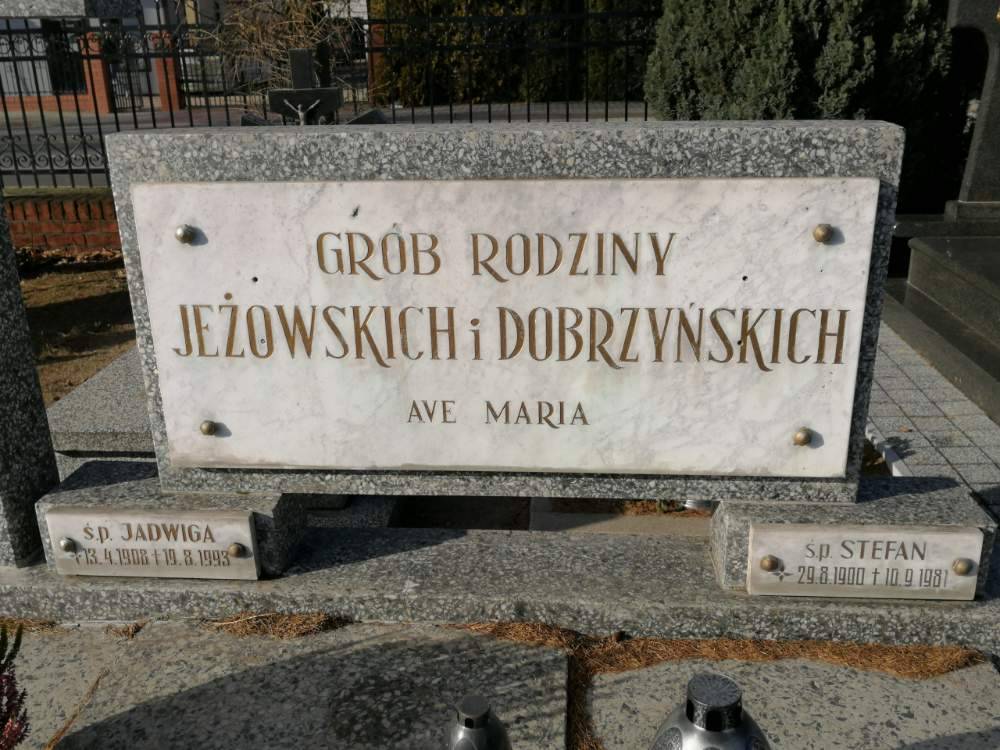 GRÓB RODZINY
JEŻOWSKICH i DOBRZYŃSKICH
AVE MARIA
ś.p. JADWIGA
*13.4.1908 †19.8.1993
ś.p. STEFAN
*29.8.1900 †10.9.1981